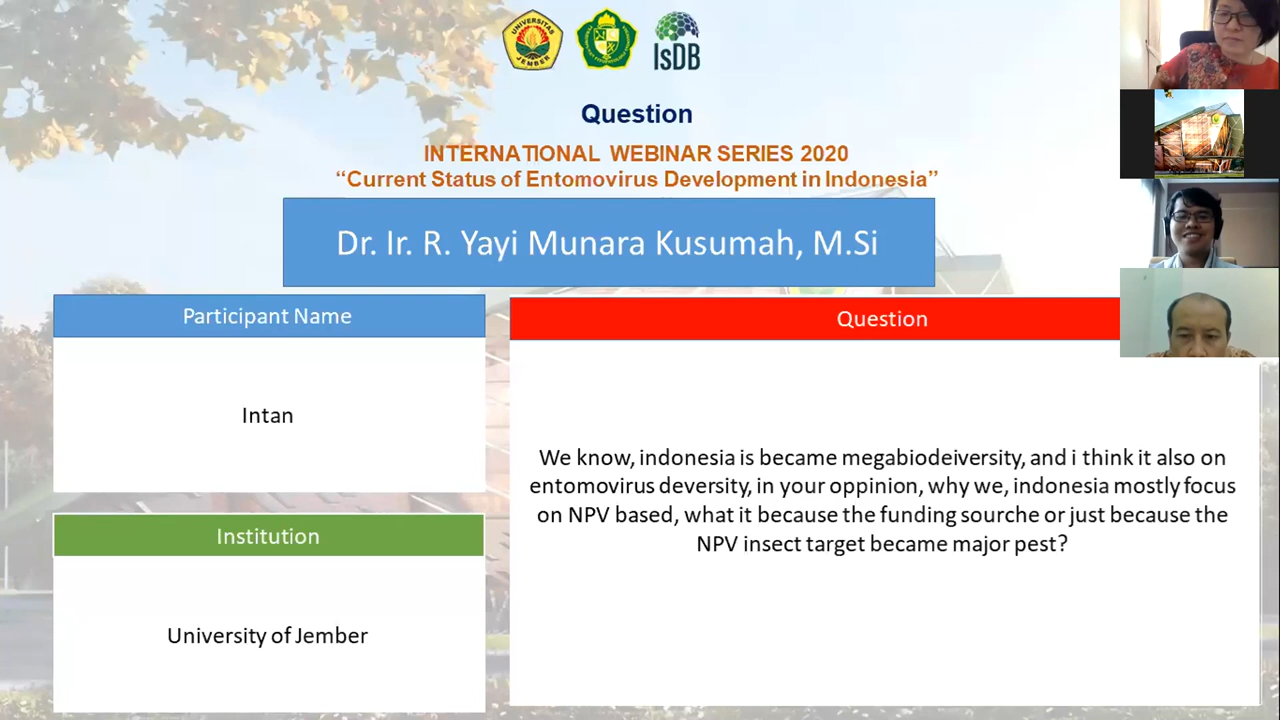 UNIVERSITAS
JEMBER
IsDB
Question
INTERNATIONAL WEBINAR SERIES 2020
“Current Status of Entomovirus Development in Indonesia”
Dr. Ir. R. Yayi Munara Kusumah, M.Si
Participant Name
Intan
Institution
University of Jember
Question
We know, indonesia is became megabiodeiversity, and i think it also on
entomovirus deversity, in your oppinion, why we, indonesia mostly focus
on NPV based, what it because the funding sourche or just because the
NPV insect target became major pest?